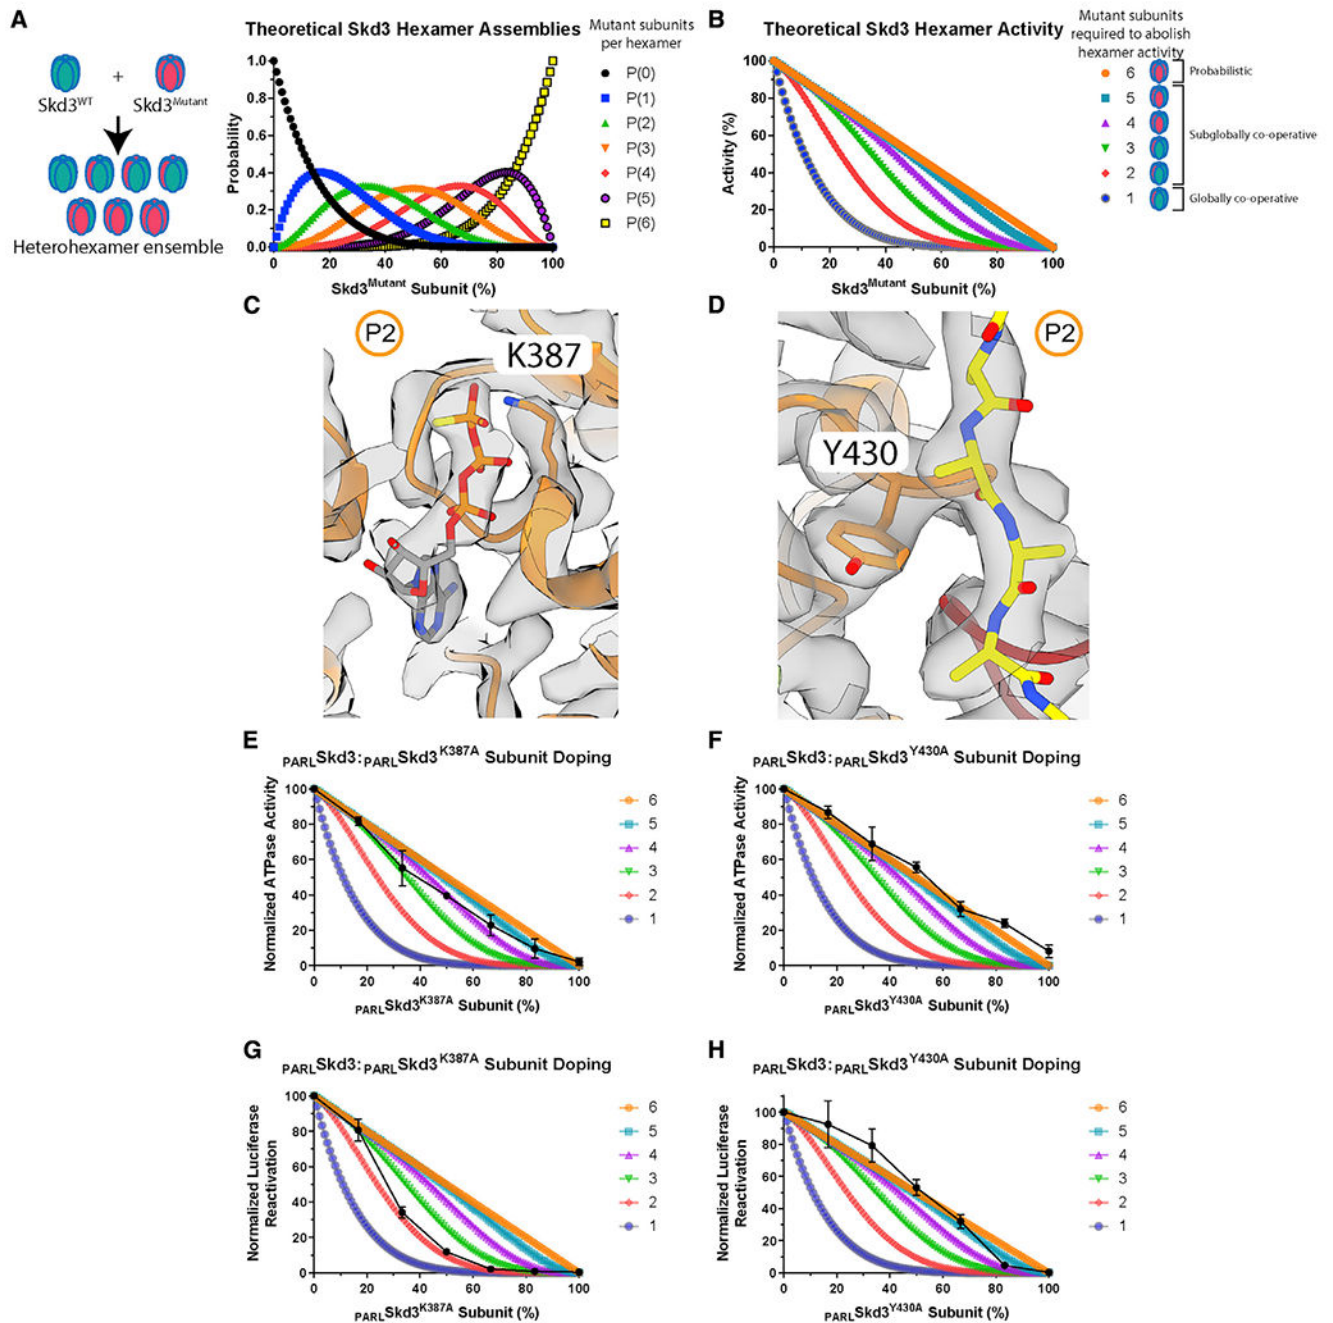 A
Skd3WT + Skd3Mutant
Heterohexamer ensemble
Theoretical Skd3 Hexamer Assemblies
Mutant subunits
per hexamer
Probability
1.0
0.8
0.6
0.4
0.2
0.0
0 20 40 60 80 100
Skd3Mutant Subunit (%)
P(0)
P(1)
P(2)
P(3)
P(4)
P(5)
P(6)
B
Theoretical Skd3 Hexamer Activity
Mutant subunits
required to abolish
hexamer activity
Activity (%)
100
80
60
40
20
0
0 20 40 60 80 100
Skd3Mutant Subunit (%)
6 Probabilistic
5
4
Subglobally co-operative
3
2
1 Globally co-operative
C
P2
K387
D
P2
Y430
E
PARLSkd3:PARLSkd3K387A Subunit Doping
Normalized ATPase Activity
100
80
60
40
20
0
0 20 40 60 80 100
PARLSkd3K387A Subunit (%)
6
5
4
3
2
1
F
PARLSkd3:PARLSkd3Y430A Subunit Doping
Normalized ATPase Activity
100
80
60
40
20
0
0 20 40 60 80 100
PARLSkd3Y430A Subunit (%)
6
5
4
3
2
1
G
PARLSkd3:PARLSkd3K387A Subunit Doping
Normalized Luciferase
Reactivation
100
80
60
40
20
0
0 20 40 60 80 100
PARLSkd3K387A Subunit (%)
6
5
4
3
2
1
H
PARLSkd3:PARLSkd3Y430A Subunit Doping
Normalized Luciferase
Reactivation
100
80
60
40
20
0
0 20 40 60 80 100
PARLSkd3Y430A Subunit (%)
6
5
4
3
2
1